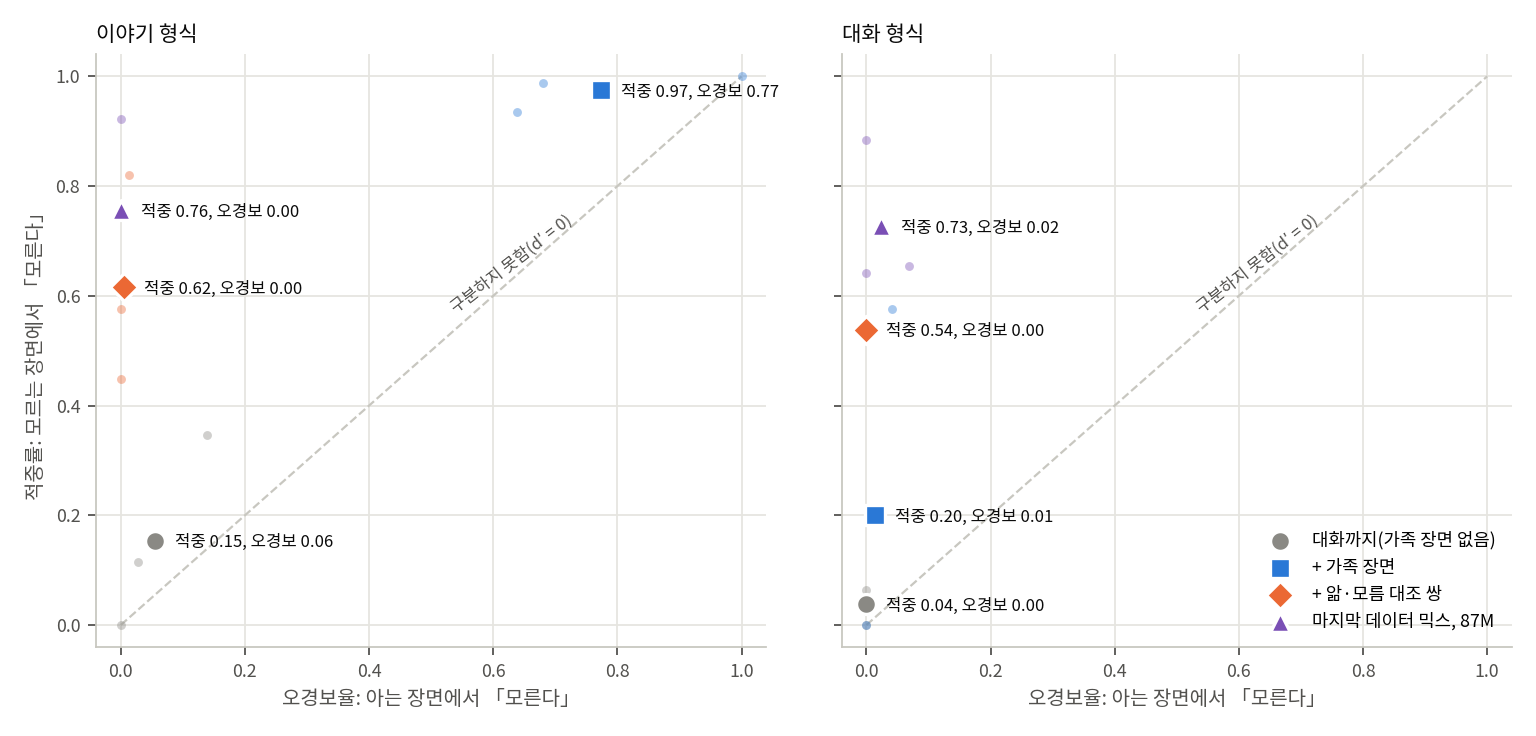 이야기 형식
1.0
0.8
0.6
0.4
0.2
0.0
적중률: 모르는 장면에서 「모른다」
적중 0.97, 오경보 0.77
적중 0.76, 오경보 0.00
적중 0.62, 오경보 0.00
적중 0.15, 오경보 0.06
구분하지 못함(d′ = 0)
0.0 0.2 0.4 0.6 0.8 1.0
오경보율: 아는 장면에서 「모른다」
대화 형식
적중 0.73, 오경보 0.02
적중 0.54, 오경보 0.00
적중 0.20, 오경보 0.01
적중 0.04, 오경보 0.00
구분하지 못함(d′ = 0)
대화까지(가족 장면 없음)
+ 가족 장면
+ 앎·모름 대조 쌍
마지막 데이터 믹스, 87M
0.0 0.2 0.4 0.6 0.8 1.0
오경보율: 아는 장면에서 「모른다」